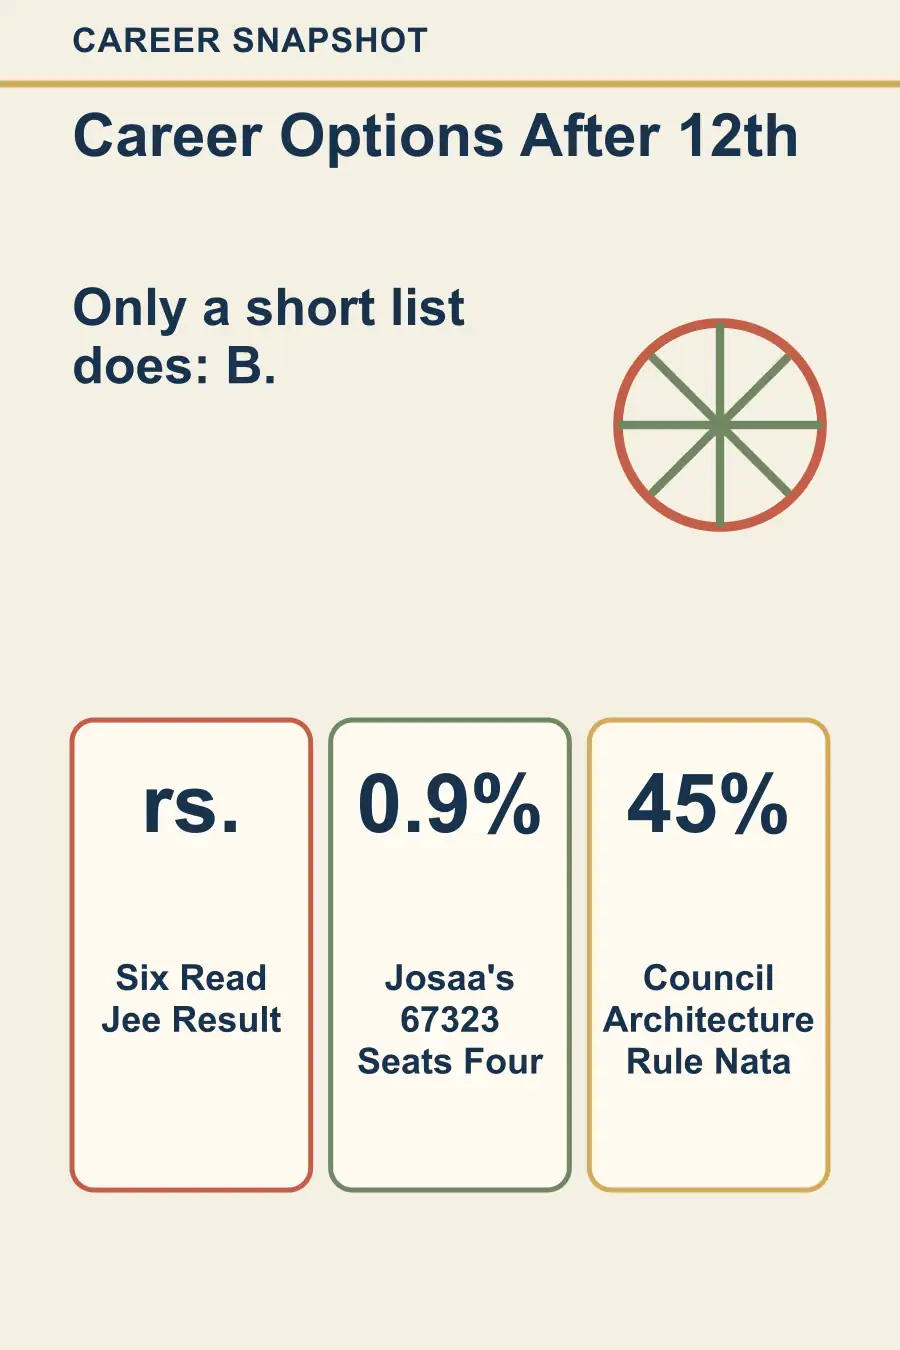 CAREER SNAPSHOT
Career Options After 12th
Only a short list
does: B.
rs.
Six Read
Jee Result
0.9%
Josaa's
67323
Seats Four
45%
Council
Architecture
Rule Nata